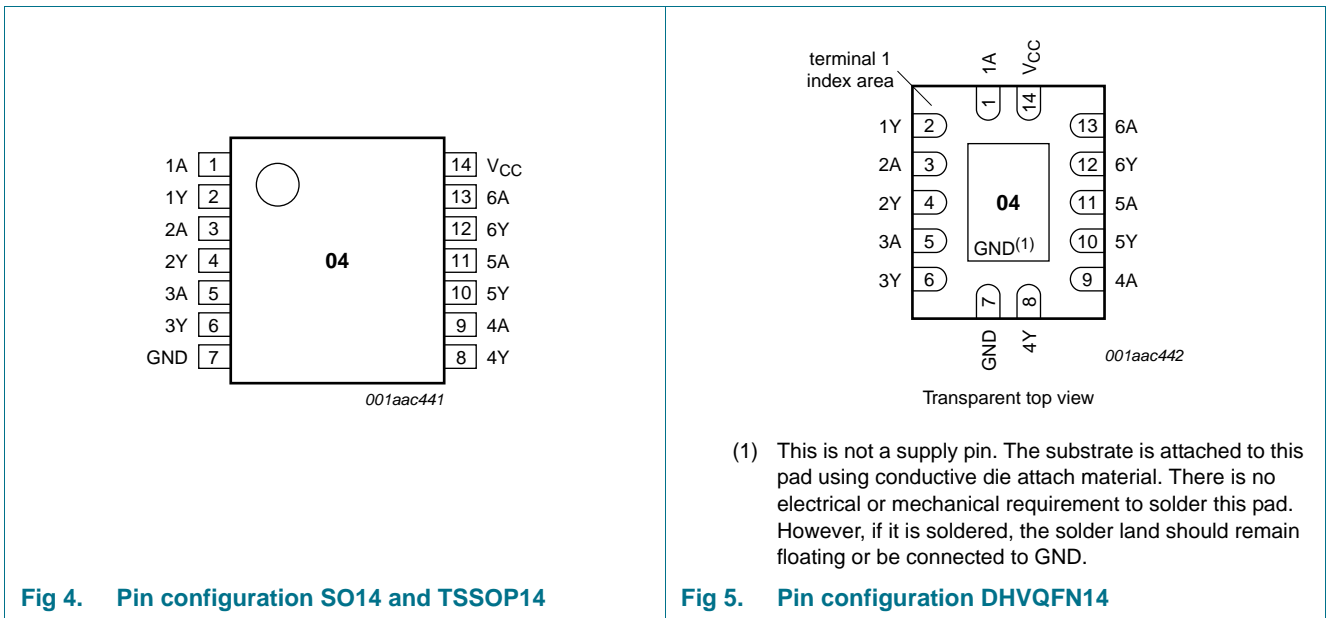 1A 1
1Y 2
2A 3
2Y 4
3A 5
3Y 6
GND 7
04
14 VCC
13 6A
12 6Y
11 5A
10 5Y
9 4A
8 4Y
001aac441
Fig 4. Pin configuration SO14 and TSSOP14
terminal 1
index area
1A
VCC
1
14
1Y 2
2A 3
2Y 4
3A 5
3Y 6
04
GND(1)
13 6A
12 6Y
11 5A
10 5Y
9 4A
7
8
GND
4Y
001aac442
Transparent top view
(1) This is not a supply pin. The substrate is attached to this
pad using conductive die attach material. There is no
electrical or mechanical requirement to solder this pad.
However, if it is soldered, the solder land should remain
floating or be connected to GND.
Fig 5. Pin configuration DHVQFN14